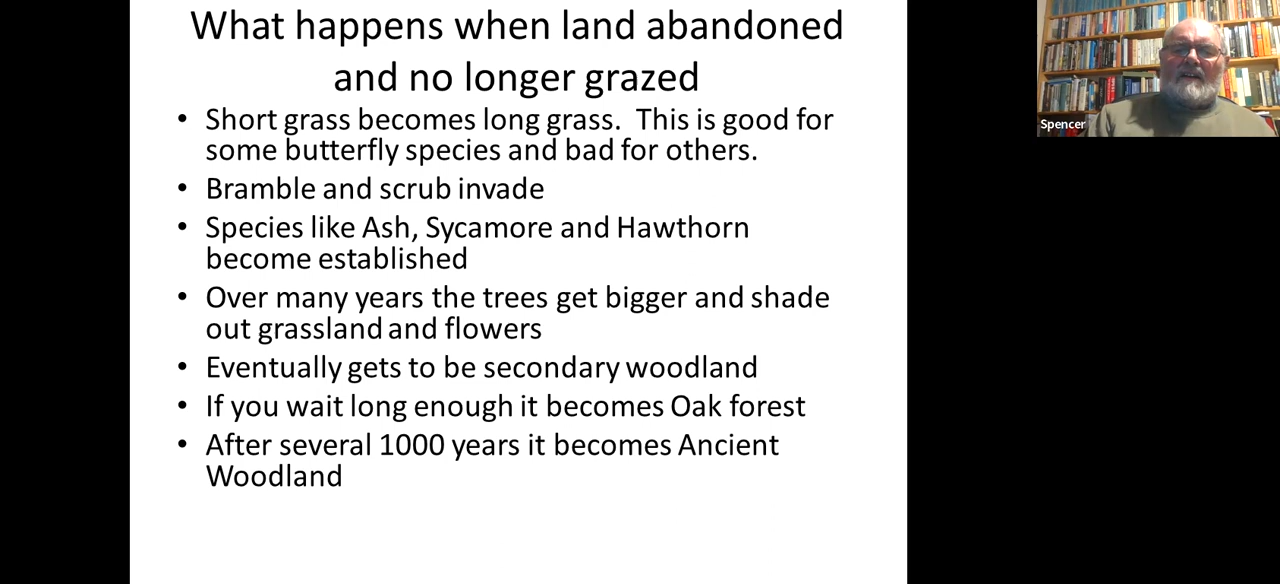 What happens when land abandoned
and no longer grazed
• Short grass becomes long grass.  This is good for
some butterfly species and bad for others.
• Bramble and scrub invade
• Species like Ash, Sycamore and Hawthorn
become established
• Over many years the trees get bigger and shade
out grassland and flowers
• Eventually gets to be secondary woodland
• If you wait long enough it becomes Oak forest
• After several 1000 years it becomes Ancient
Woodland
Spencer